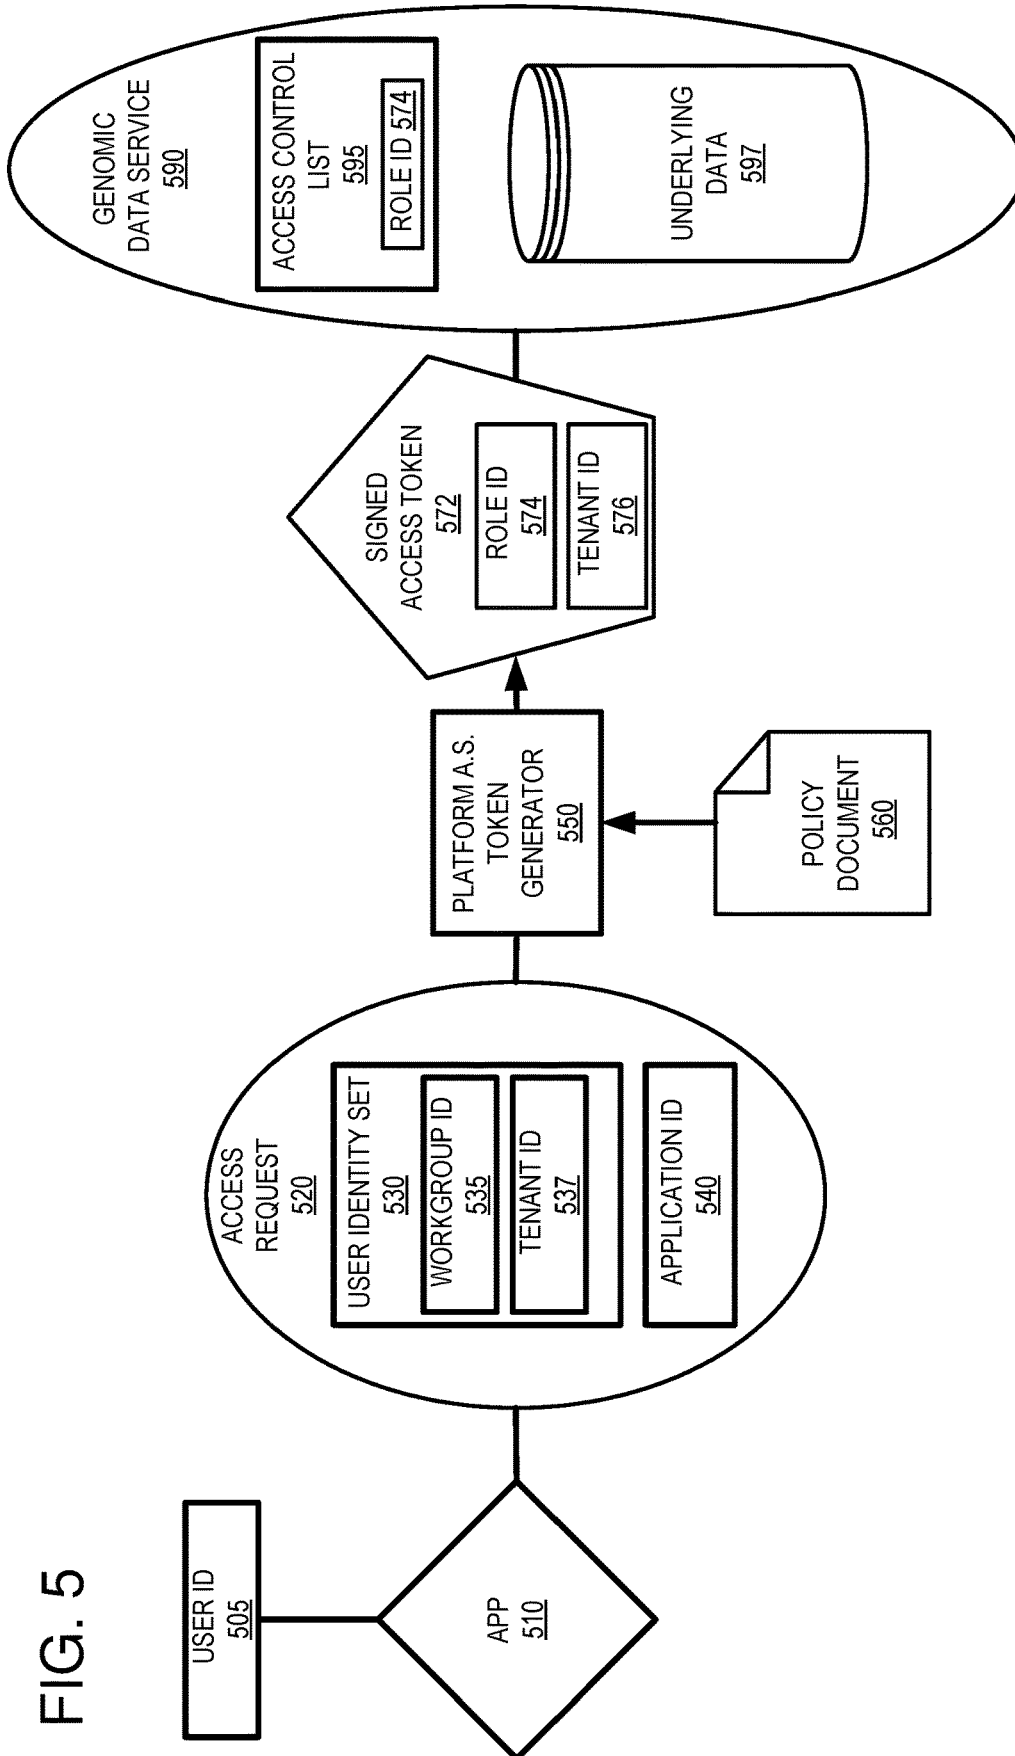 FIG. 5
USER ID
505
APP
510
ACCESS
REQUEST
520
USER IDENTITY SET
530
WORKGROUP ID
535
TENANT ID
537
APPLICATION ID
540
PLATFORM A.S.
TOKEN
GENERATOR
550
POLICY
DOCUMENT
560
SIGNED
ACCESS TOKEN
572
ROLE ID
574
TENANT ID
576
GENOMIC
DATA SERVICE
590
ACCESS CONTROL
LIST
595
ROLE ID 574
UNDERLYING
DATA
597